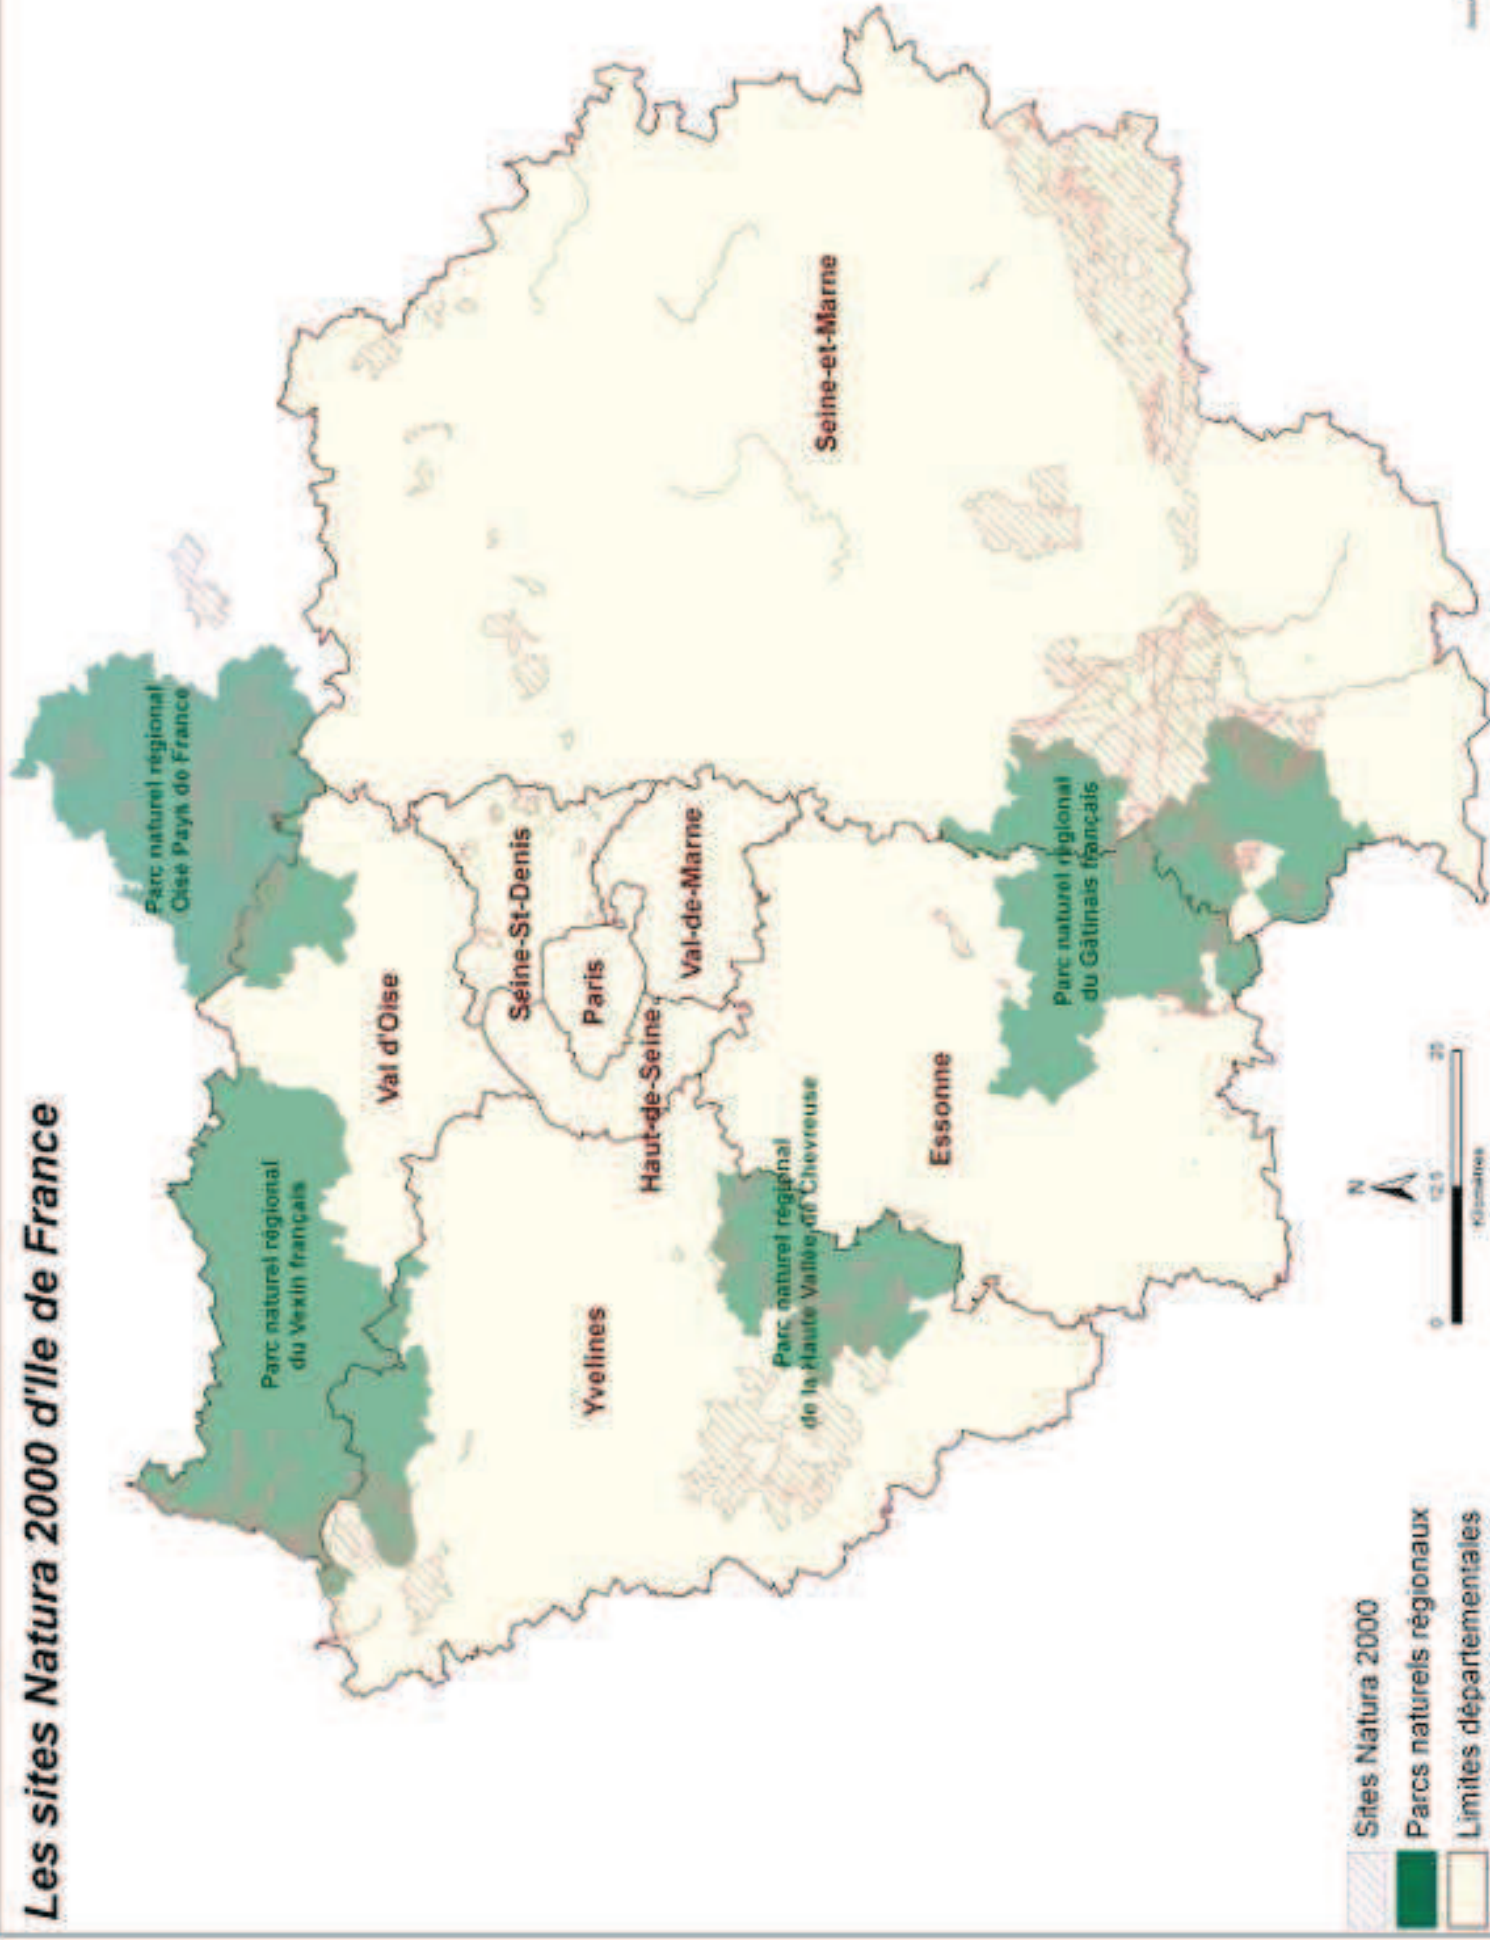 Les sites Natura 2000 d'Ile de France
Parc naturel régional
Oise Pays de France
Parc naturel régional
du Vexin français
Val d'Oise
Seine-St-Denis
Paris
Haut-de-Seine
Val-de-Marne
Seine-et-Marne
Yvelines
Parc naturel régional
de la Haute Vallée de Chevreuse
Essonne
Parc naturel régional
du Gâtinais français
Sites Natura 2000
Parcs naturels régionaux
Limites départementales
N
0 12,5 25
Kilomètres